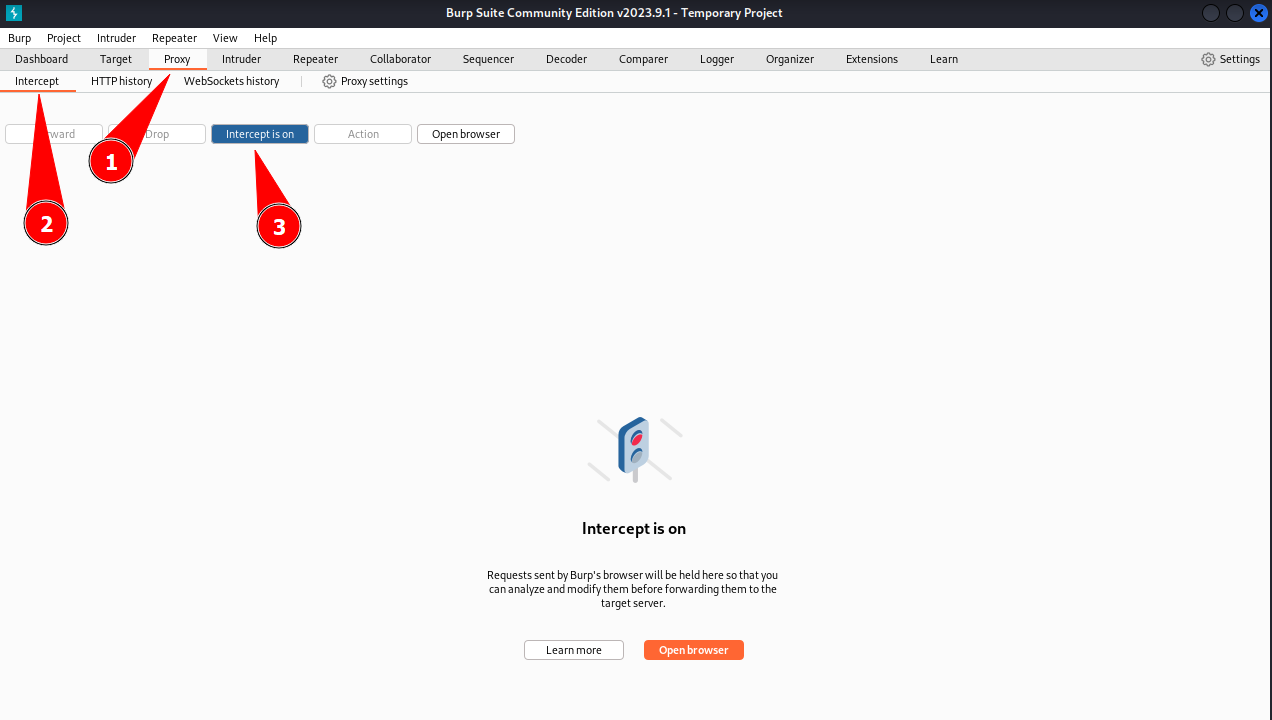 Burp Suite Community Edition v2023.9.1 - Temporary Project
Burp Project Intruder Repeater View Help
Dashboard Target Proxy Intruder Repeater Collaborator Sequencer Decoder Comparer Logger Organizer Extensions Learn Settings
Intercept HTTP history WebSockets history Proxy settings
ward Drop Intercept is on Action Open browser
1
2
3
Intercept is on
Requests sent by Burp's browser will be held here so that you
can analyze and modify them before forwarding them to the
target server.
Learn more Open browser